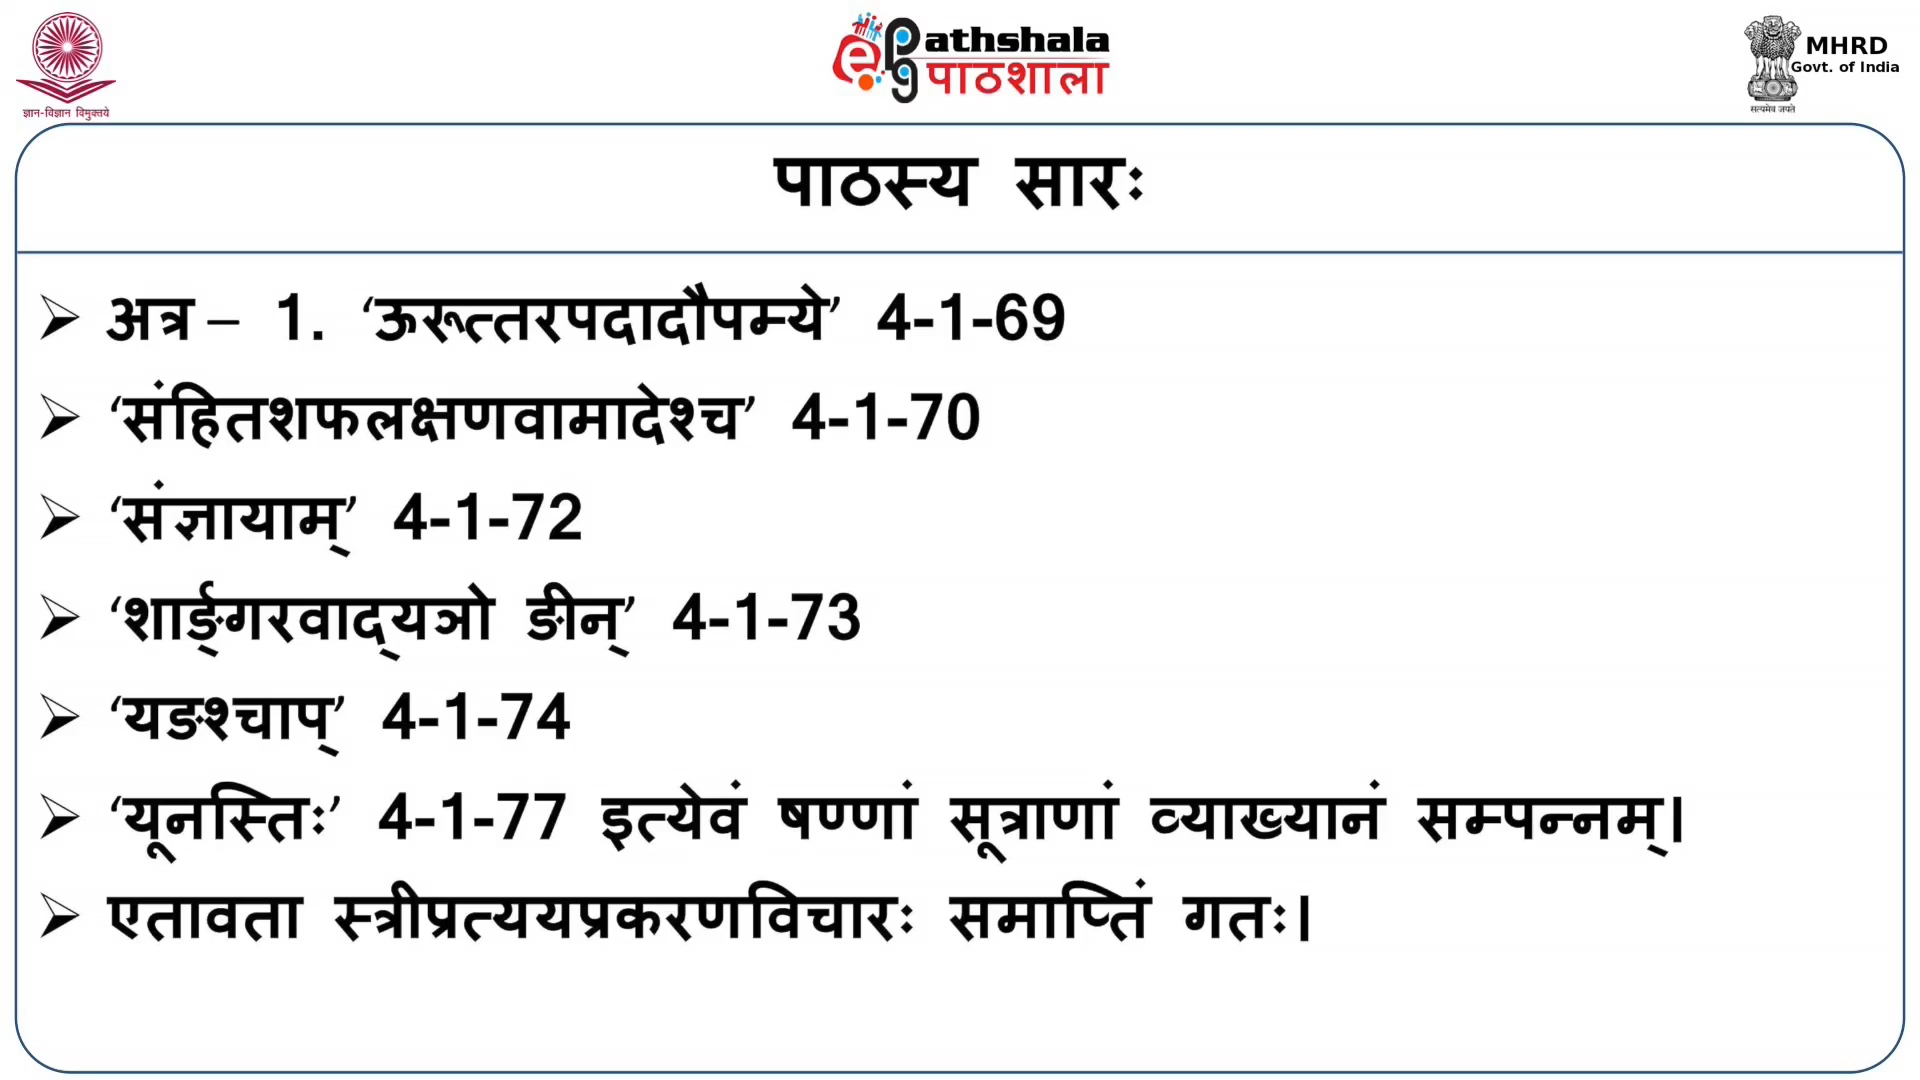 ज्ञान-विज्ञान विमुक्तये
ePathshala
पाठशाला
MHRD
Govt. of India
सत्यमेव जयते
पाठस्य सारः
➢ अत्र – 1. ‘ऊरूत्तरपदादौपम्ये’ 4-1-69
➢ ‘संहितशफलक्षणवामादेश्च’ 4-1-70
➢ ‘संज्ञायाम्’ 4-1-72
➢ ‘शार्ङ्गरवाद्यञो ङीन्’ 4-1-73
➢ ‘यङश्चाप्’ 4-1-74
➢ ‘यूनस्तिः’ 4-1-77 इत्येवं षण्णां सूत्राणां व्याख्यानं सम्पन्नम्।
➢ एतावता स्त्रीप्रत्ययप्रकरणविचारः समाप्तिं गतः।